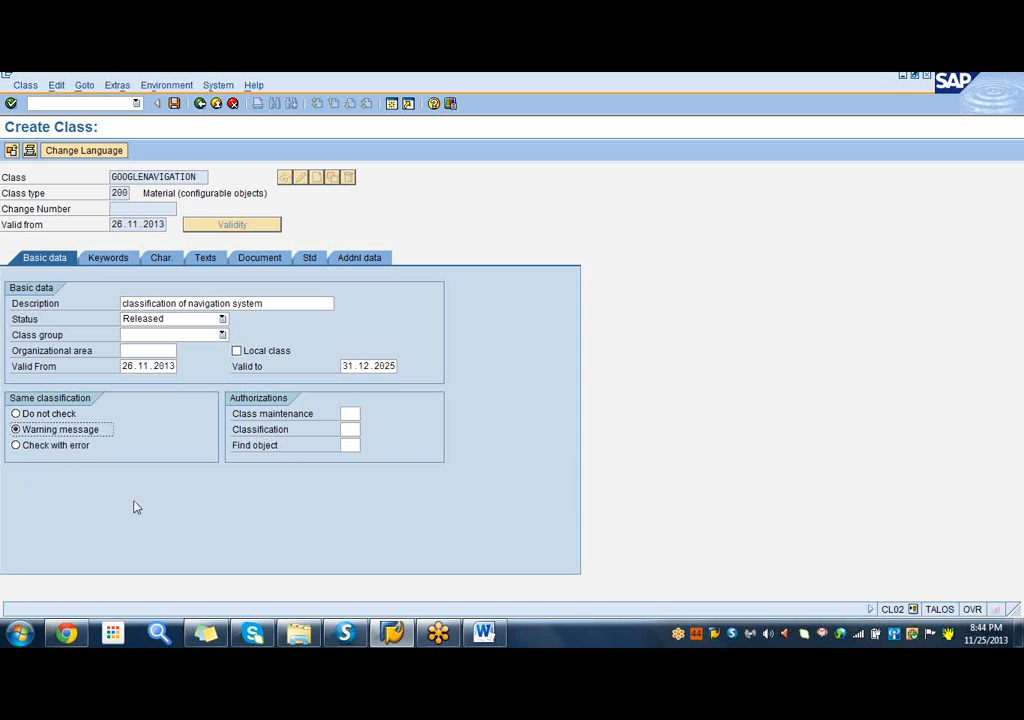 Class Edit Goto Extras Environment System Help
SAP
Create Class:
Change Language
Class GOOGLENAVIGATION
Class type 200 Material (configurable objects)
Change Number
Valid from 26.11.2013 Validity
Basic data Keywords Char. Texts Document Std Addnl data
Basic data
Description classification of navigation system
Status Released
Class group
Organizational area Local class
Valid From 26.11.2013 Valid to 31.12.2025
Same classification Authorizations
Do not check Class maintenance
Warning message Classification
Check with error Find object
CL02 TALOS OVR
44
8:44 PM
11/25/2013